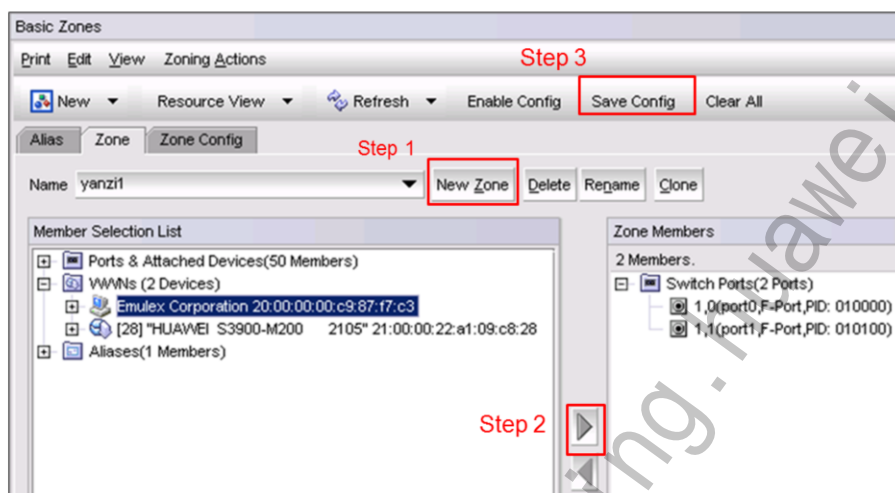 Basic Zones
Print Edit View Zoning Actions
Step 3
New Resource View Refresh Enable Config Save Config Clear All
Alias Zone Zone Config
Step 1
Name yanzi1 New Zone Delete Rename Clone
Member Selection List
Ports & Attached Devices(50 Members)
WWNs (2 Devices)
Emulex Corporation 20:00:00:00:c9:87:f7:c3
[28] "HUAWEI S3900-M200 2105" 21:00:00:22:a1:09:c8:28
Aliases(1 Members)
Zone Members
2 Members.
Switch Ports(2 Ports)
1,0(port0,F-Port,PID: 010000)
1,1(port1,F-Port,PID: 010100)
Step 2
ing.huawei